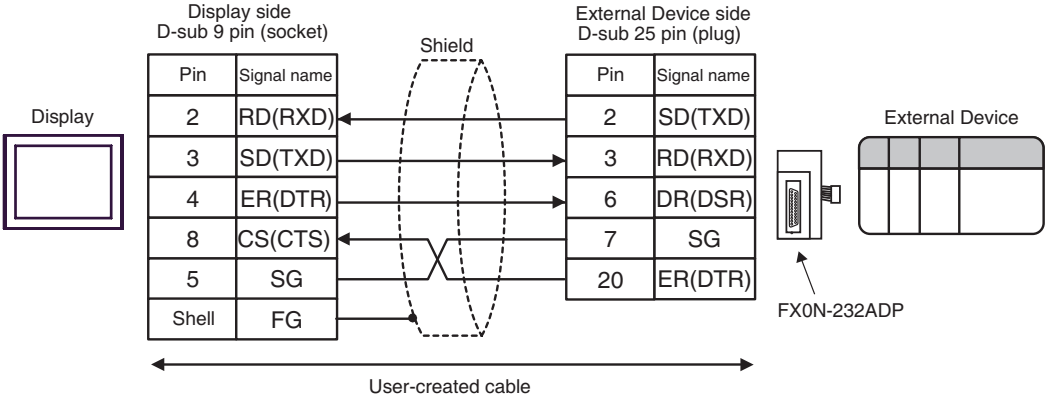 Display side
D-sub 9 pin (socket)
External Device side
D-sub 25 pin (plug)
Shield
Pin Signal name
Pin Signal name
Display
2 RD(RXD)
2 SD(TXD)
External Device
3 SD(TXD)
3 RD(RXD)
4 ER(DTR)
6 DR(DSR)
8 CS(CTS)
7 SG
5 SG
20 ER(DTR)
Shell FG
FX0N-232ADP
User-created cable